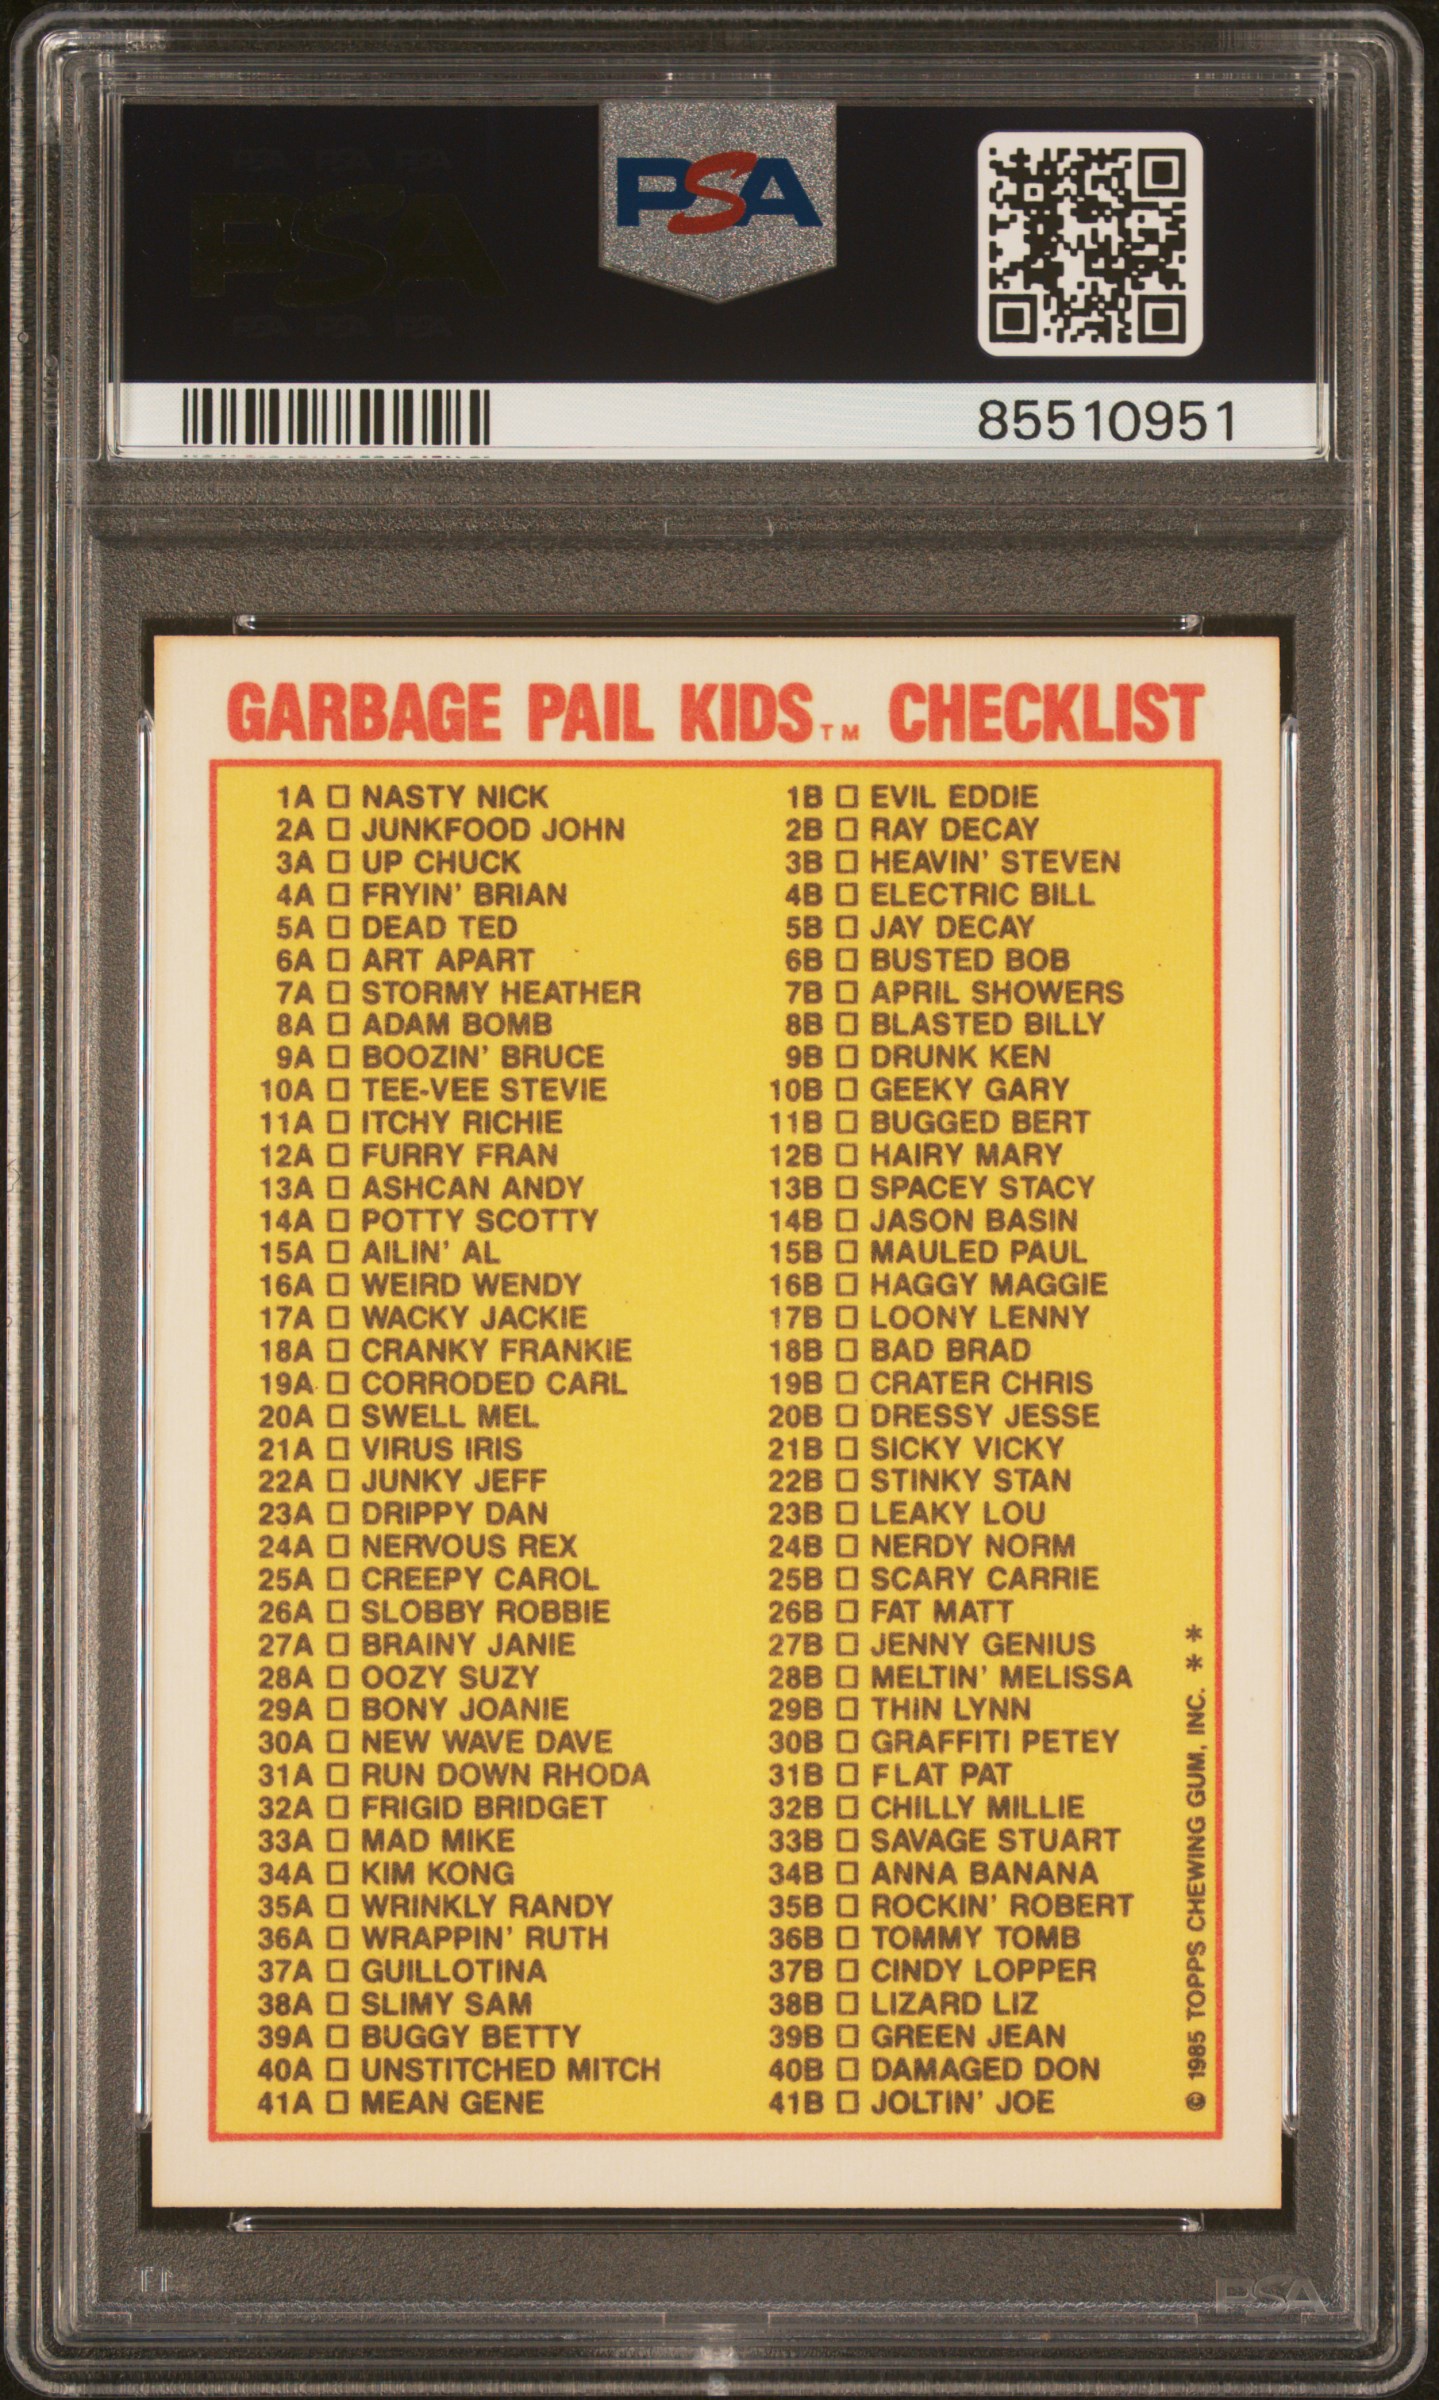 PSA
85510951
GARBAGE PAIL KIDS™ CHECKLIST
1A □ NASTY NICK 1B □ EVIL EDDIE
2A □ JUNKFOOD JOHN 2B □ RAY DECAY
3A □ UP CHUCK 3B □ HEAVIN' STEVEN
4A □ FRYIN' BRIAN 4B □ ELECTRIC BILL
5A □ DEAD TED 5B □ JAY DECAY
6A □ ART APART 6B □ BUSTED BOB
7A □ STORMY HEATHER 7B □ APRIL SHOWERS
8A □ ADAM BOMB 8B □ BLASTED BILLY
9A □ BOOZIN' BRUCE 9B □ DRUNK KEN
10A □ TEE-VEE STEVIE 10B □ GEEKY GARY
11A □ ITCHY RICHIE 11B □ BUGGED BERT
12A □ FURRY FRAN 12B □ HAIRY MARY
13A □ ASHCAN ANDY 13B □ SPACEY STACY
14A □ POTTY SCOTTY 14B □ JASON BASIN
15A □ AILIN' AL 15B □ MAULED PAUL
16A □ WEIRD WENDY 16B □ HAGGY MAGGIE
17A □ WACKY JACKIE 17B □ LOONY LENNY
18A □ CRANKY FRANKIE 18B □ BAD BRAD
19A □ CORRODED CARL 19B □ CRATER CHRIS
20A □ SWELL MEL 20B □ DRESSY JESSE
21A □ VIRUS IRIS 21B □ SICKY VICKY
22A □ JUNKY JEFF 22B □ STINKY STAN
23A □ DRIPPY DAN 23B □ LEAKY LOU
24A □ NERVOUS REX 24B □ NERDY NORM
25A □ CREEPY CAROL 25B □ SCARY CARRIE
26A □ SLOBBY ROBBIE 26B □ FAT MATT
27A □ BRAINY JANIE 27B □ JENNY GENIUS
28A □ OOZY SUZY 28B □ MELTIN' MELISSA
29A □ BONY JOANIE 29B □ THIN LYNN
30A □ NEW WAVE DAVE 30B □ GRAFFITI PETEY
31A □ RUN DOWN RHODA 31B □ FLAT PAT
32A □ FRIGID BRIDGET 32B □ CHILLY MILLIE
33A □ MAD MIKE 33B □ SAVAGE STUART
34A □ KIM KONG 34B □ ANNA BANANA
35A □ WRINKLY RANDY 35B □ ROCKIN' ROBERT
36A □ WRAPPIN' RUTH 36B □ TOMMY TOMB
37A □ GUILLOTINA 37B □ CINDY LOPPER
38A □ SLIMY SAM 38B □ LIZARD LIZ
39A □ BUGGY BETTY 39B □ GREEN JEAN
40A □ UNSTITCHED MITCH 40B □ DAMAGED DON
41A □ MEAN GENE 41B □ JOLTIN' JOE
© 1985 TOPPS CHEWING GUM, INC. * *
PSA